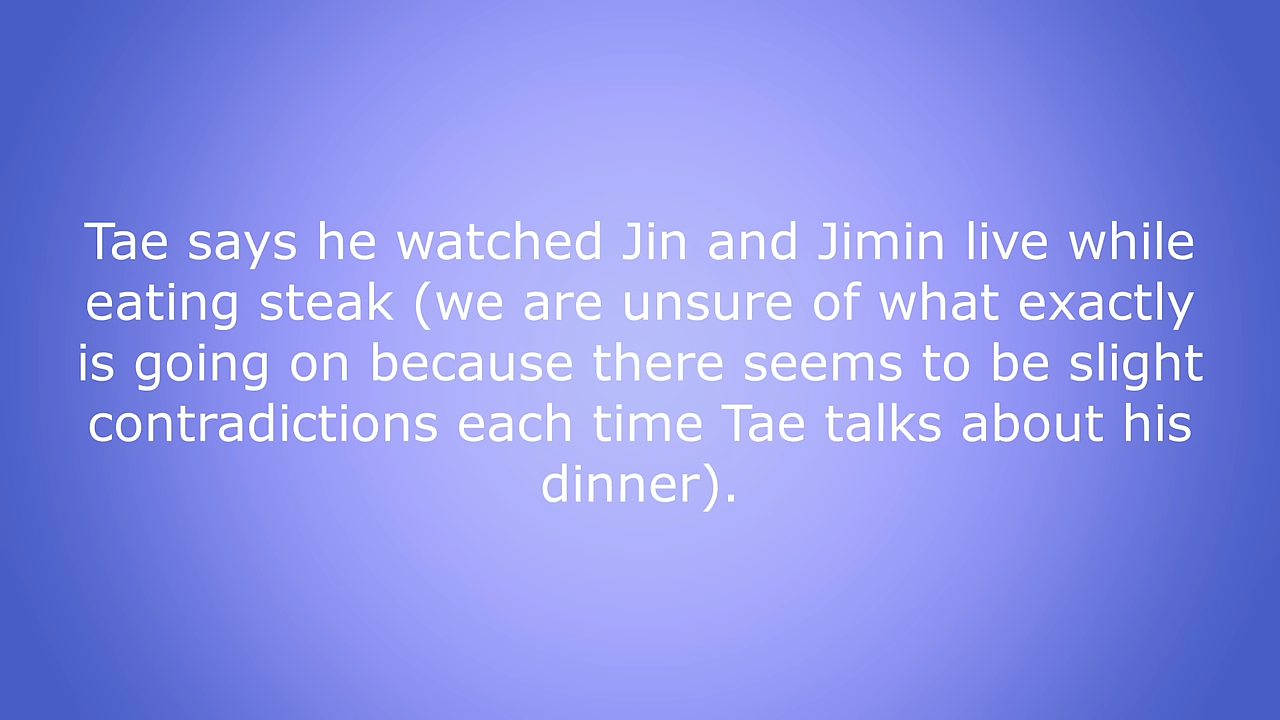 Tae says he watched Jin and Jimin live while
eating steak (we are unsure of what exactly
is going on because there seems to be slight
contradictions each time Tae talks about his
dinner).